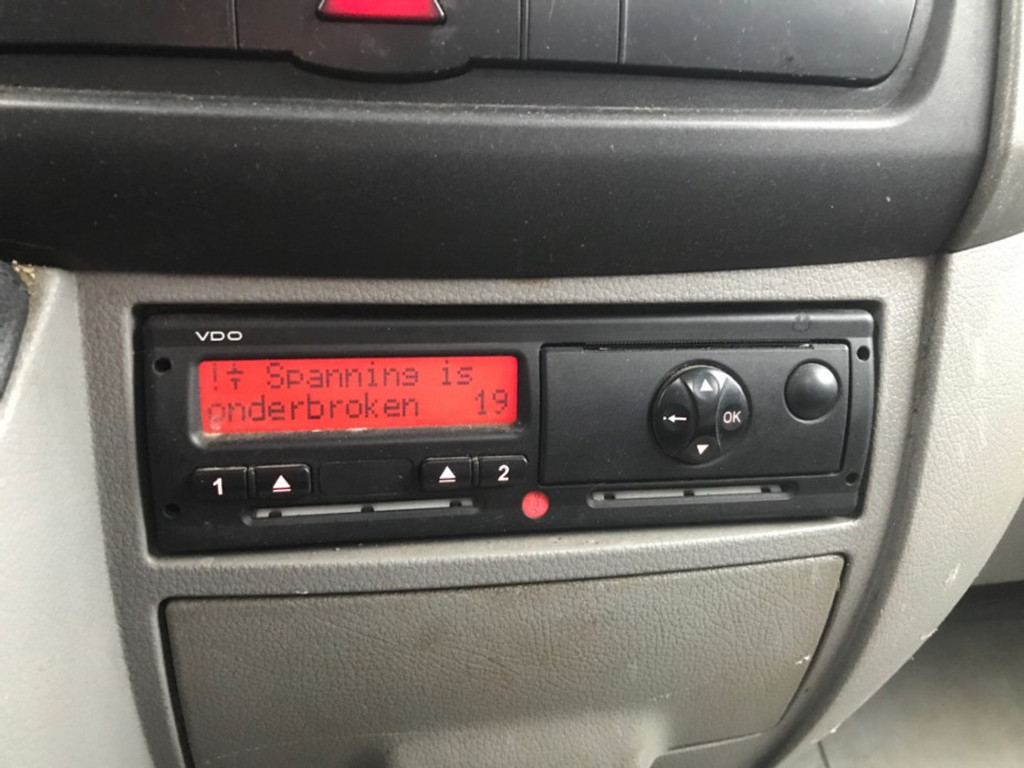 VDO
! Spanning is
onderbroken 19
1 2
OK